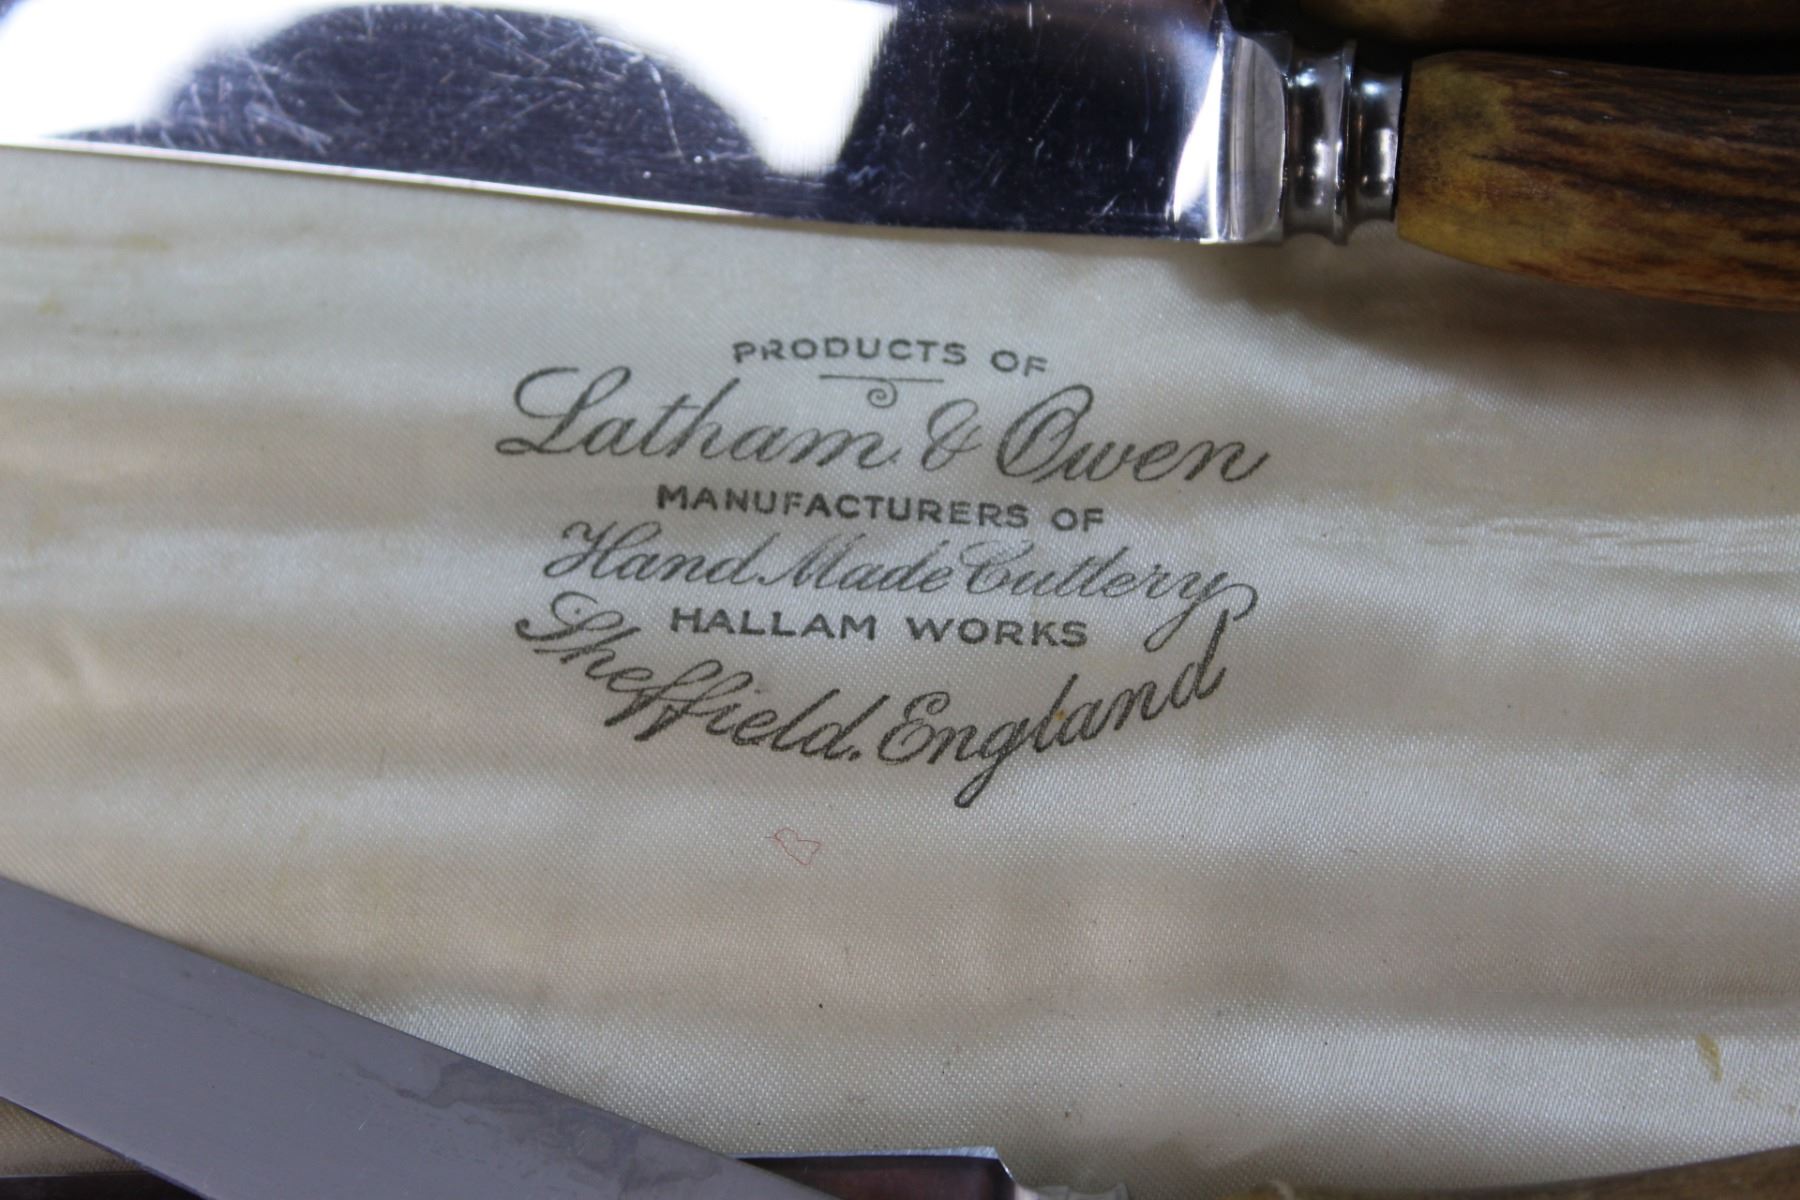 PRODUCTS OF
Latham & Owen
MANUFACTURERS OF
Hand Made Cutlery
HALLAM WORKS
Sheffield. England